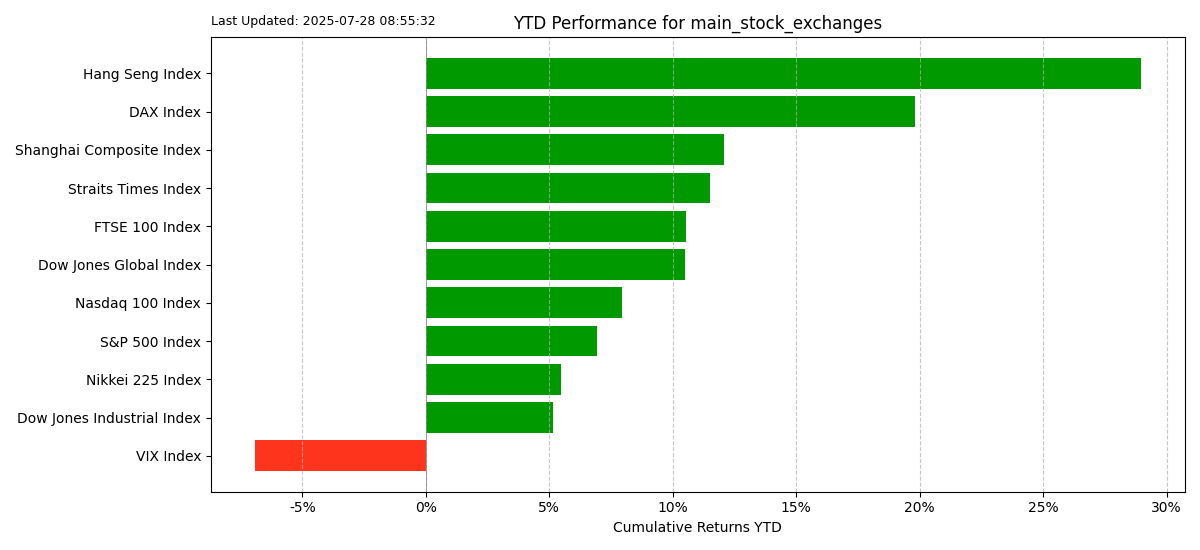 Last Updated: 2025-07-28 08:55:32
YTD Performance for main_stock_exchanges
Hang Seng Index
DAX Index
Shanghai Composite Index
Straits Times Index
FTSE 100 Index
Dow Jones Global Index
Nasdaq 100 Index
S&P 500 Index
Nikkei 225 Index
Dow Jones Industrial Index
VIX Index
-5% 0% 5% 10% 15% 20% 25% 30%
Cumulative Returns YTD